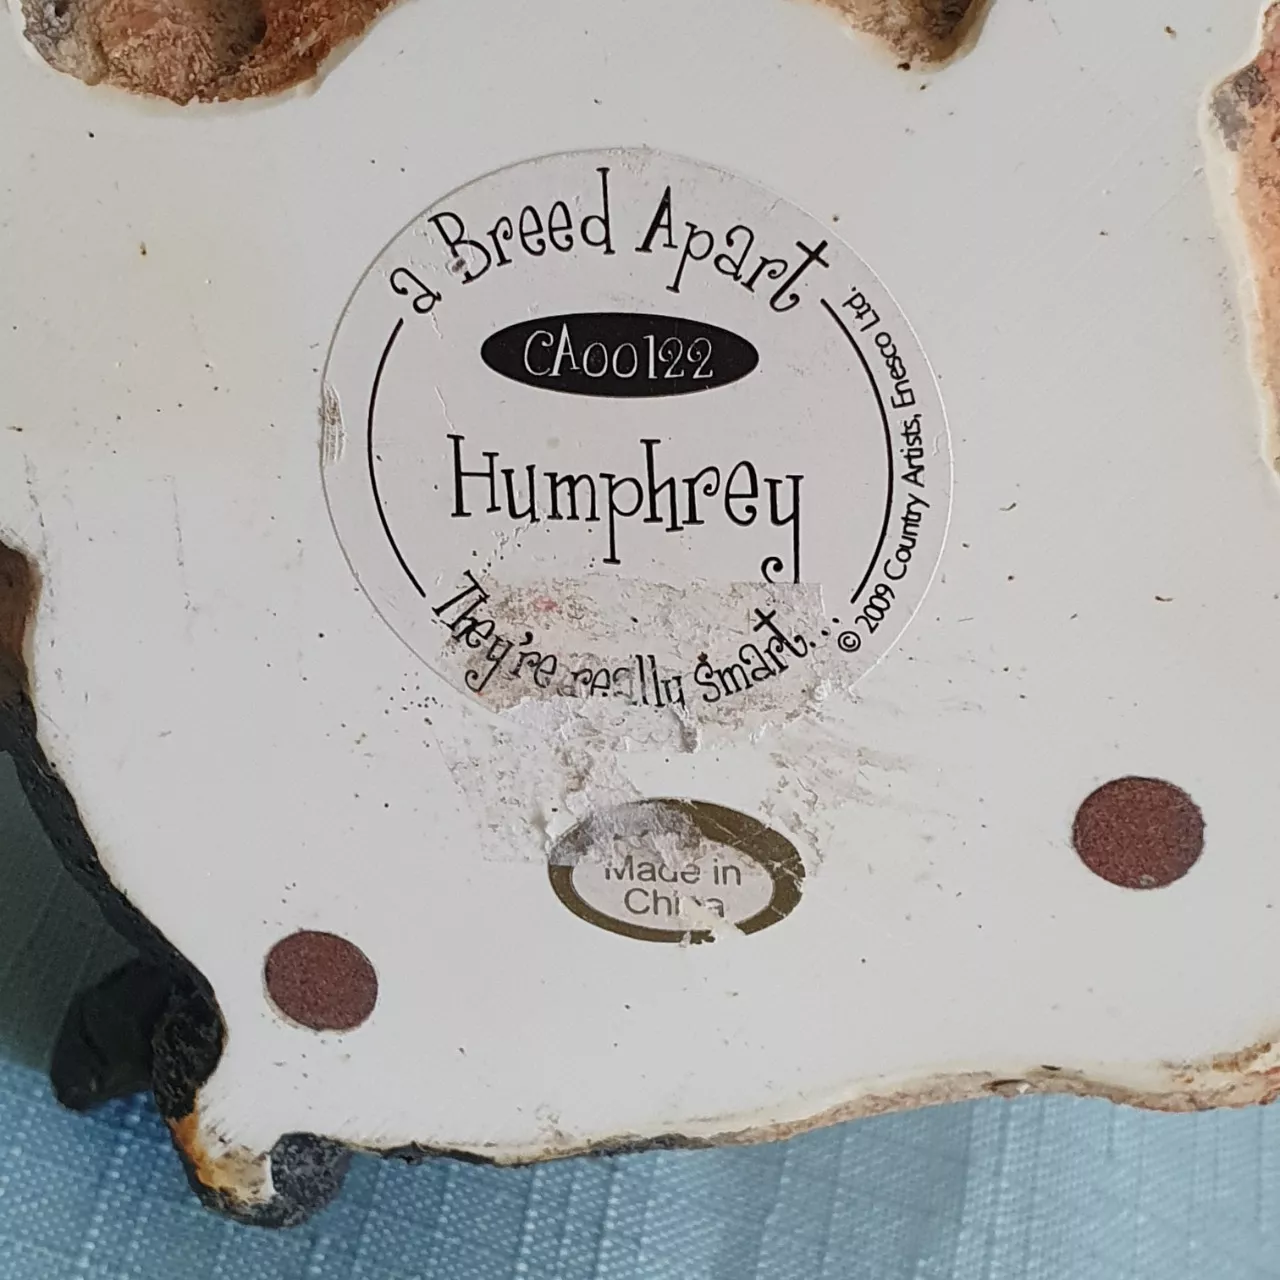 a Breed Apart
CA00122
Humphrey
They're really smart...
© 2009 Country Artists, Enesco Ltd.
Made in
China